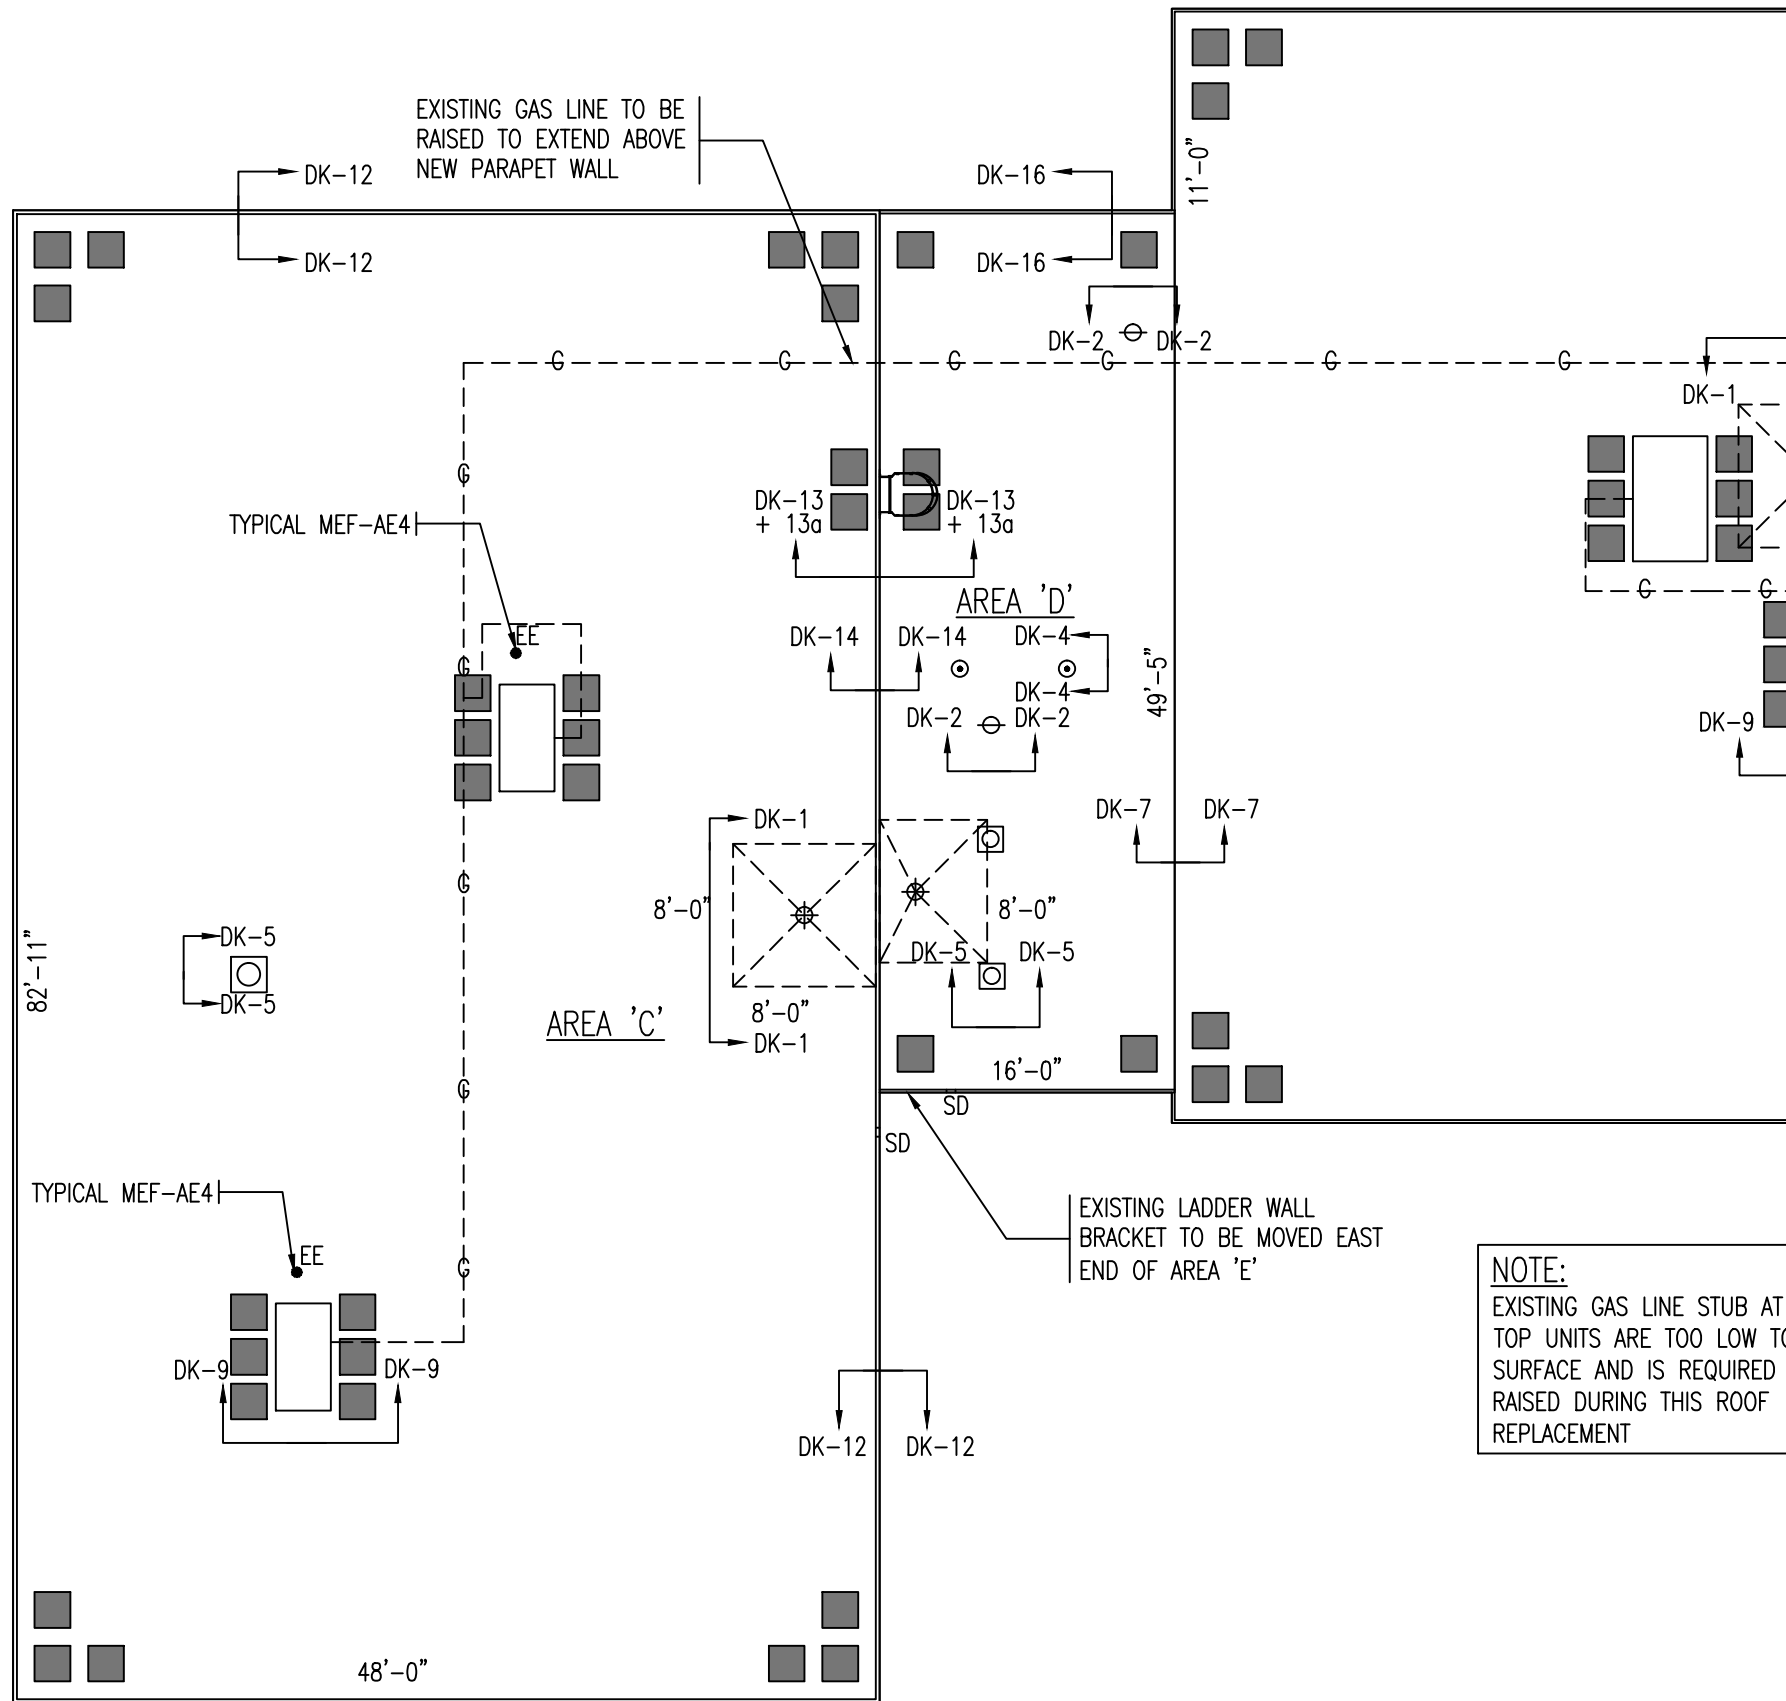 EXISTING GAS LINE TO BE
RAISED TO EXTEND ABOVE
NEW PARAPET WALL
DK-12
DK-12
DK-16
DK-16
11'-0"
DK-2
DK-2
G
G
G
G
G
G
DK-1
G
TYPICAL MEF-AE4
DK-13
+ 13a
DK-13
+ 13a
AREA 'D'
G
G
EE
DK-14
DK-14
DK-4
DK-4
G
49'-5"
DK-2
DK-2
DK-9
DK-1
DK-7
DK-7
G
8'-0"
8'-0"
DK-5
DK-5
DK-5
DK-5
82'-11"
AREA 'C'
8'-0"
DK-1
16'-0"
G
SD
SD
TYPICAL MEF-AE4
EE
G
EXISTING LADDER WALL
BRACKET TO BE MOVED EAST
END OF AREA 'E'
NOTE:
EXISTING GAS LINE STUB AT
TOP UNITS ARE TOO LOW TO
SURFACE AND IS REQUIRED
RAISED DURING THIS ROOF
REPLACEMENT
DK-9
DK-9
DK-12
DK-12
48'-0"